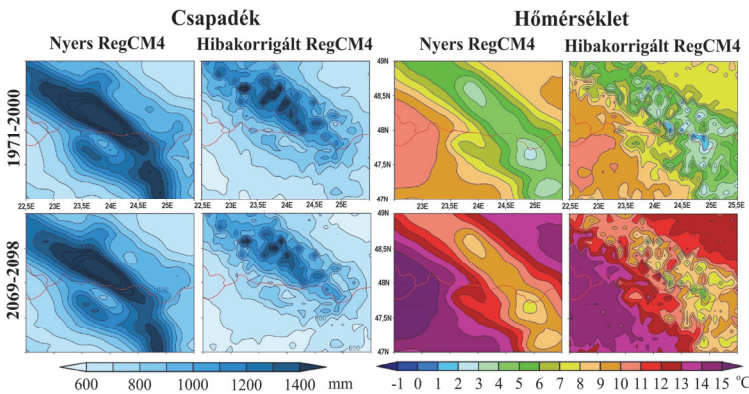 Csapadék Hőmérséklet
Nyers RegCM4 Hibakorrigált RegCM4 Nyers RegCM4 Hibakorrigált RegCM4
1971-2000
49N
48,5N
48N
47,5N
47N
22,5E 23E 23,5E 24E 24,5E 25E 22,5E 23E 23,5E 24E 24,5E 25E 23E 23,5E 24E 24,5E 25E 22,5E 23E 23,5E 24E 24,5E 25E
2069-2098
49N
48,5N
48N
47,5N
47N
800
600
600 800 1000 1200 1400 mm
-1 0 1 2 3 4 5 6 7 8 9 10 11 12 13 14 15 °C